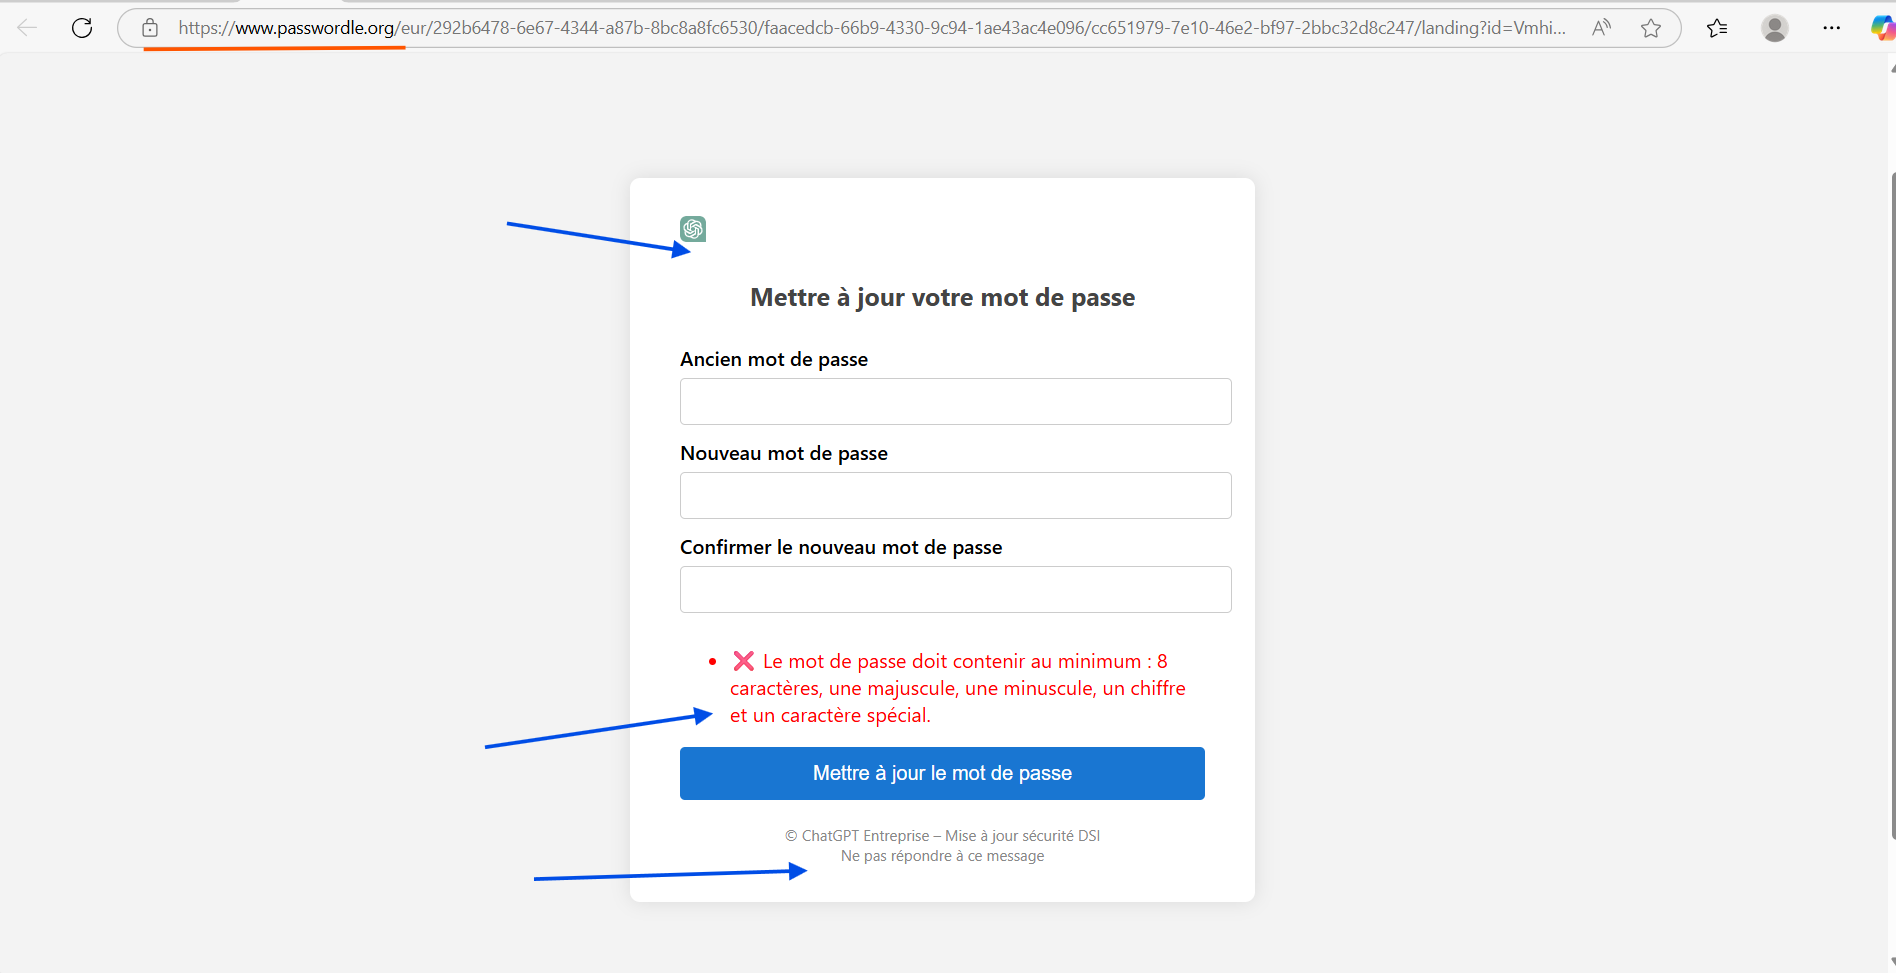 https://www.passwordle.org/eur/292b6478-6e67-4344-a87b-8bc8a8fc6530/faacedcb-66b9-4330-9c94-1ae43ac4e096/cc651979-7e10-46e2-bf97-2bbc32d8c247/landing?id=Vmhi...
Mettre à jour votre mot de passe
Ancien mot de passe
Nouveau mot de passe
Confirmer le nouveau mot de passe
• ❌ Le mot de passe doit contenir au minimum : 8
caractères, une majuscule, une minuscule, un chiffre
et un caractère spécial.
Mettre à jour le mot de passe
© ChatGPT Entreprise – Mise à jour sécurité DSI
Ne pas répondre à ce message